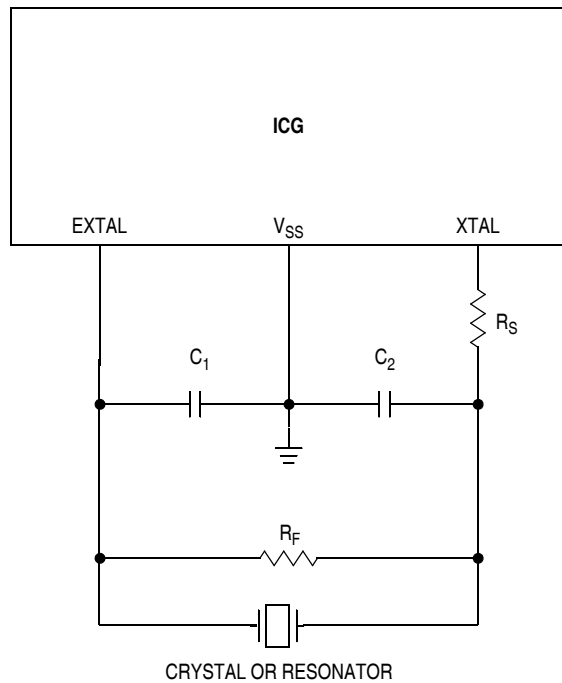 ICG
EXTAL
VSS
XTAL
RS
C1
C2
RF
CRYSTAL OR RESONATOR